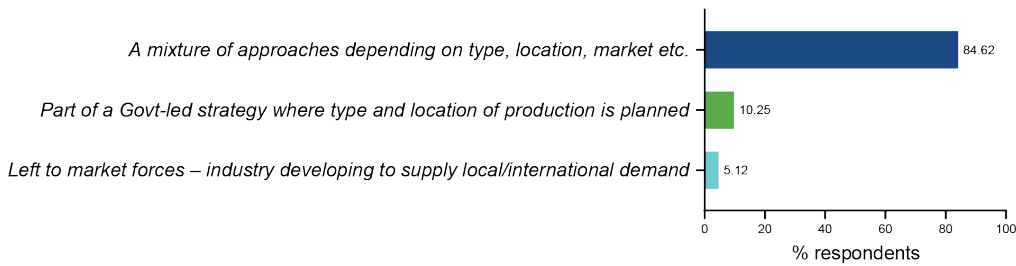 A mixture of approaches depending on type, location, market etc.
84.62
Part of a Govt-led strategy where type and location of production is planned
10.25
Left to market forces – industry developing to supply local/international demand
5.12
0 20 40 60 80 100
% respondents